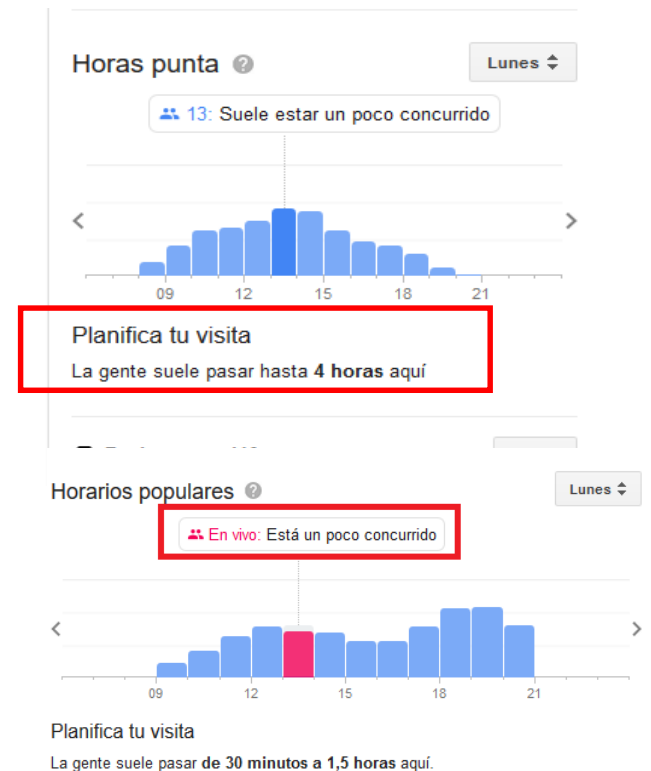 Horas punta
Lunes
13: Suele estar un poco concurrido
09 12 15 18 21
Planifica tu visita
La gente suele pasar hasta 4 horas aquí
Horarios populares
Lunes
En vivo: Está un poco concurrido
09 12 15 18 21
Planifica tu visita
La gente suele pasar de 30 minutos a 1,5 horas aquí.